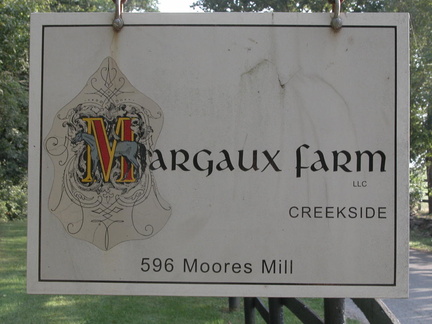 MARGAUX FARM
LLC
CREEKSIDE
596 Moores Mill